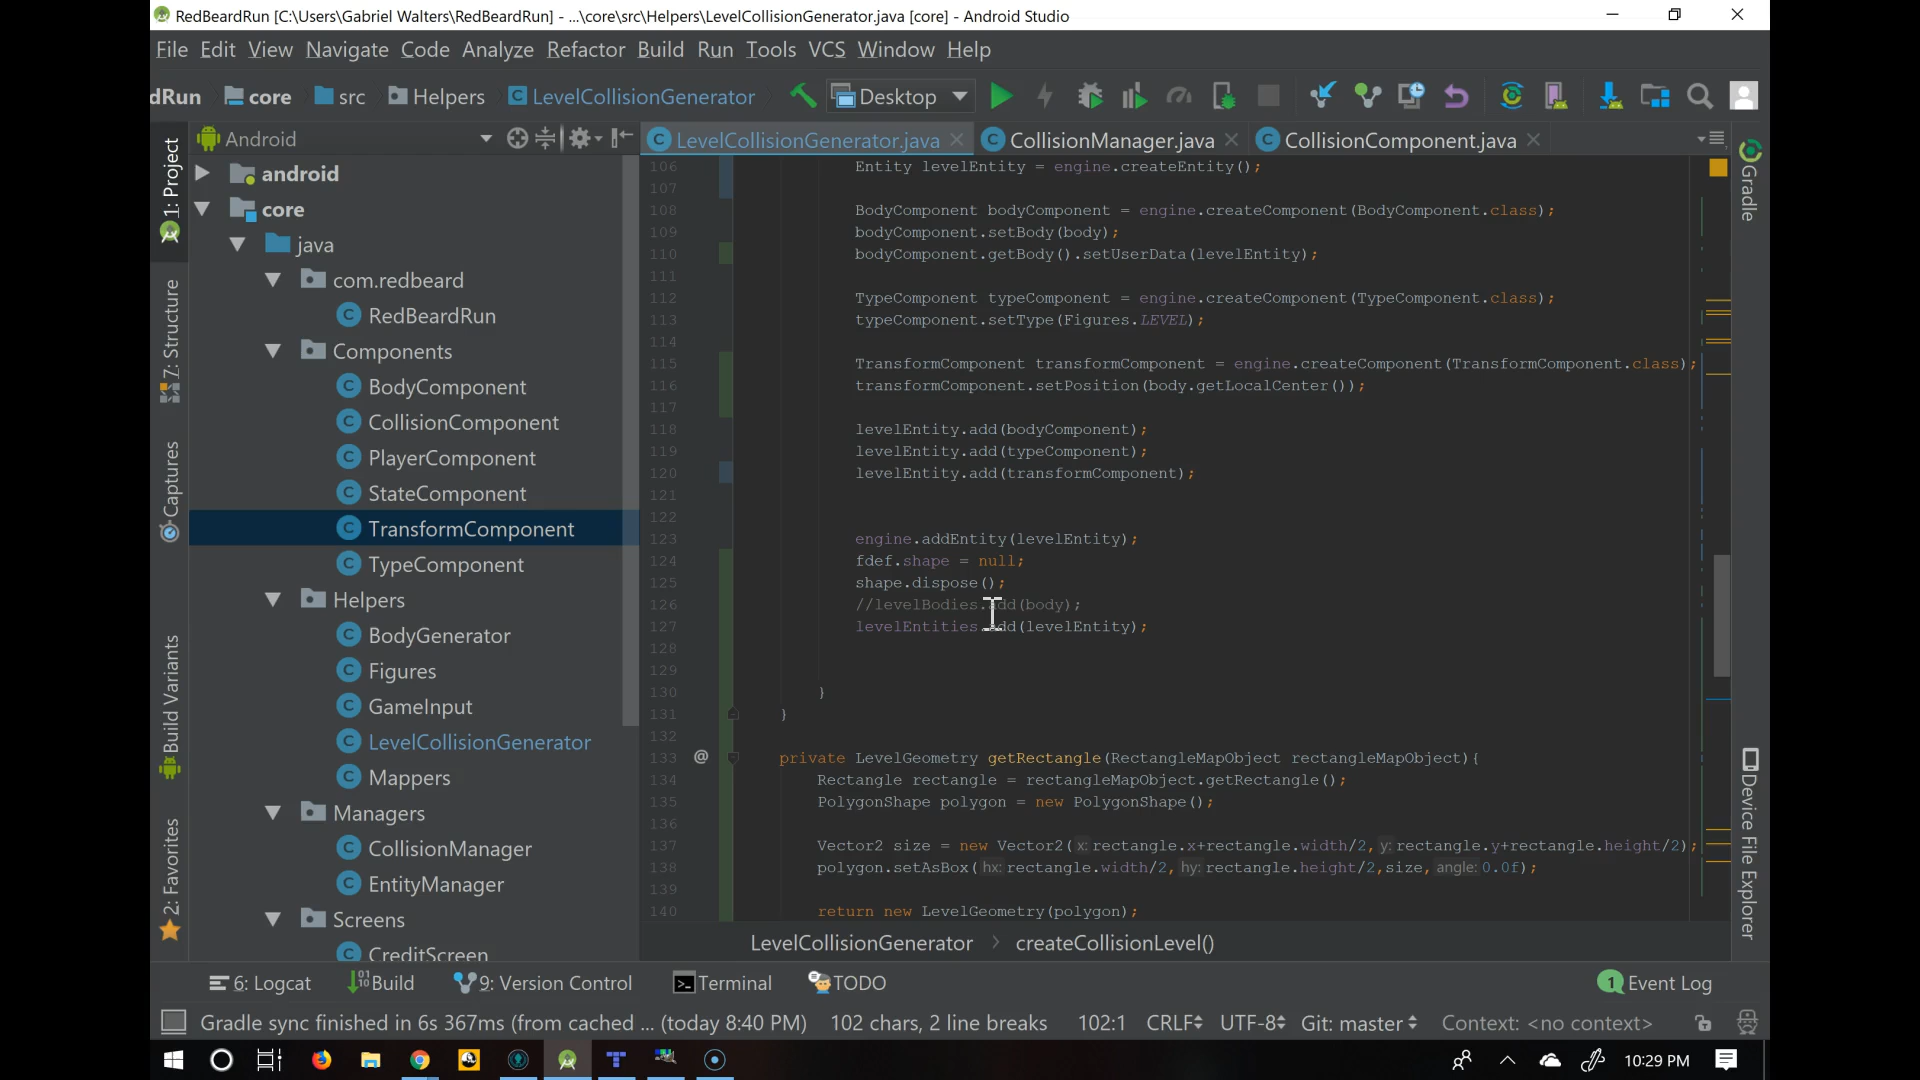 RedBeardRun [C:\Users\Gabriel Walters\RedBeardRun] - ...\core\src\Helpers\LevelCollisionGenerator.java [core] - Android Studio
File Edit View Navigate Code Analyze Refactor Build Run Tools VCS Window Help
dRun core src Helpers LevelCollisionGenerator Desktop
Android
LevelCollisionGenerator.java CollisionManager.java CollisionComponent.java
1: Project
7: Structure
Captures
Build Variants
2: Favorites
android
core
java
com.redbeard
RedBeardRun
Components
BodyComponent
CollisionComponent
PlayerComponent
StateComponent
TransformComponent
TypeComponent
Helpers
BodyGenerator
Figures
GameInput
LevelCollisionGenerator
Mappers
Managers
CollisionManager
EntityManager
Screens
CreditScreen
106 Entity levelEntity = engine.createEntity();
107
108 BodyComponent bodyComponent = engine.createComponent(BodyComponent.class);
109 bodyComponent.setBody(body);
110 bodyComponent.getBody().setUserData(levelEntity);
111
112 TypeComponent typeComponent = engine.createComponent(TypeComponent.class);
113 typeComponent.setType(Figures.LEVEL);
114
115 TransformComponent transformComponent = engine.createComponent(TransformComponent.class);
116 transformComponent.setPosition(body.getLocalCenter());
117
118 levelEntity.add(bodyComponent);
119 levelEntity.add(typeComponent);
120 levelEntity.add(transformComponent);
121
122
123 engine.addEntity(levelEntity);
124 fdef.shape = null;
125 shape.dispose();
126 //levelBodies.add(body);
127 levelEntities.add(levelEntity);
128
129
130 }
131 }
132
133 @ private LevelGeometry getRectangle(RectangleMapObject rectangleMapObject){
134 Rectangle rectangle = rectangleMapObject.getRectangle();
135 PolygonShape polygon = new PolygonShape();
136
137 Vector2 size = new Vector2( x: rectangle.x+rectangle.width/2, y: rectangle.y+rectangle.height/2);
138 polygon.setAsBox( hx: rectangle.width/2, hy: rectangle.height/2,size, angle: 0.0f);
139
140 return new LevelGeometry(polygon);
LevelCollisionGenerator > createCollisionLevel()
Gradle
Device File Explorer
6: Logcat Build 9: Version Control Terminal TODO 1 Event Log
Gradle sync finished in 6s 367ms (from cached ... (today 8:40 PM) 102 chars, 2 line breaks 102:1 CRLF UTF-8 Git: master Context: <no context>
10:29 PM